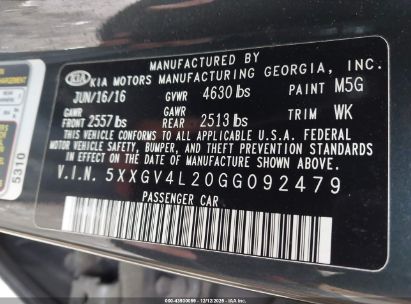 MANUFACTURED BY
KIA KIA MOTORS MANUFACTURING GEORGIA, INC.
JUN/16/16 GVWR 4630 lbs PAINT M5G
GAWR GAWR
FRONT 2557 lbs REAR 2513 lbs TRIM WK
THIS VEHICLE CONFORMS TO ALL APPLICABLE U.S.A. FEDERAL
MOTOR VEHICLE SAFETY, BUMPER, AND THEFT PREVENTION STANDARDS
IN EFFECT ON THE DATE OF MANUFACTURE SHOWN ABOVE.
V.I.N. 5XXGV4L20GG092479
PASSENGER CAR
5310